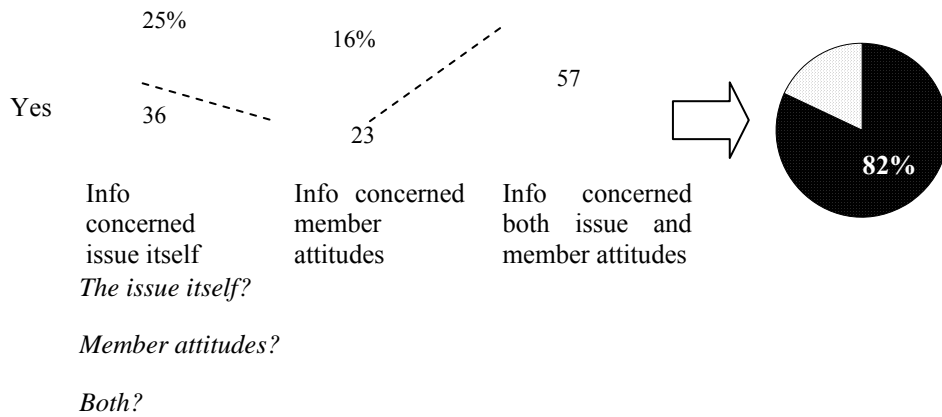 25%
16%
57
Yes
36
23
82%
Info
concerned
issue itself
Info concerned
member
attitudes
Info concerned
both issue and
member attitudes
The issue itself?
Member attitudes?
Both?